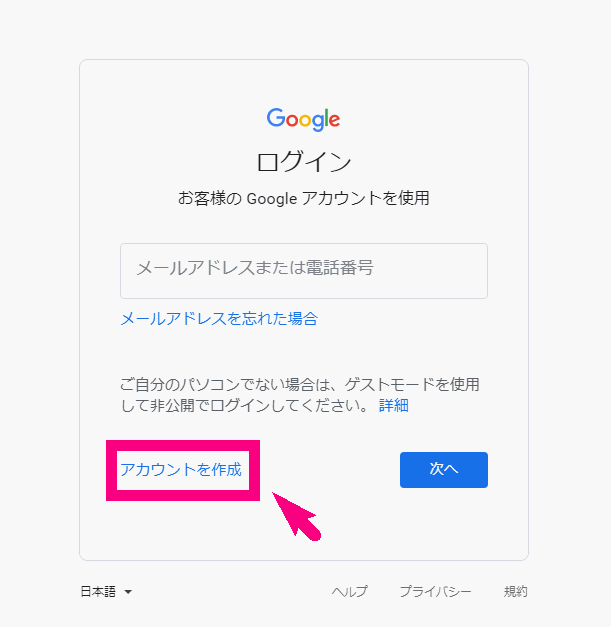 Google
ログイン
お客様の Google アカウントを使用
メールアドレスまたは電話番号
メールアドレスを忘れた場合
ご自分のパソコンでない場合は、ゲストモードを使用
して非公開でログインしてください。 詳細
アカウントを作成
次へ
日本語 ヘルプ プライバシー 規約